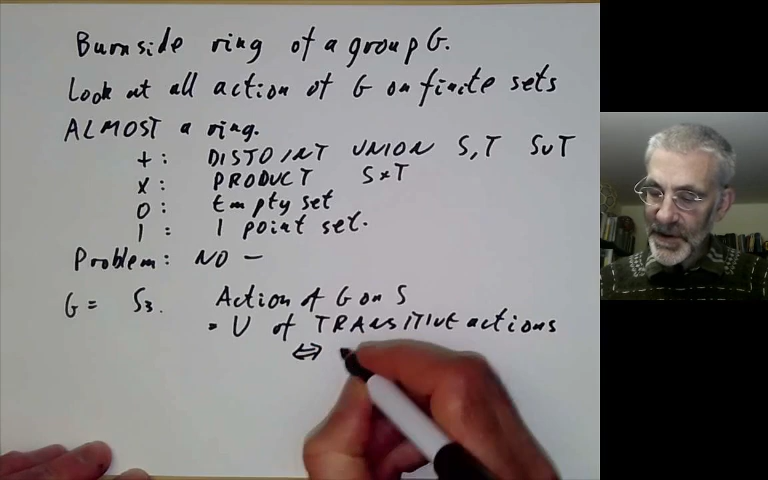 Burnside ring of a group G.
Look at all action of G on finite sets
ALMOST a ring.
+: DISJOINT UNION S,T S∪T
×: PRODUCT S×T
0: Empty set
1: 1 point set.
Problem: NO −
G = S3. Action of G on S
= U of TRANSITIVE actions
⇔